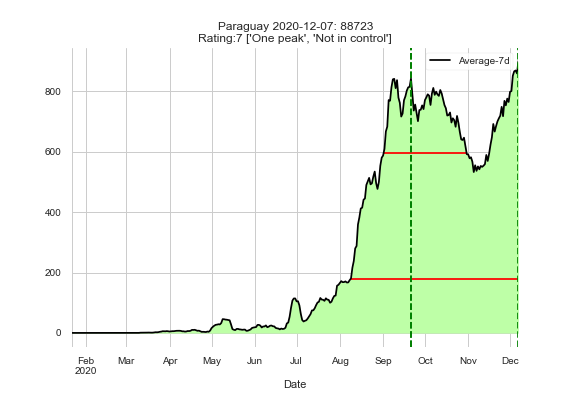 Paraguay 2020-12-07: 88723
Rating:7 ['One peak', 'Not in control']
Average-7d
800
600
400
200
0
Feb Mar Apr May Jun Jul Aug Sep Oct Nov Dec
2020
Date